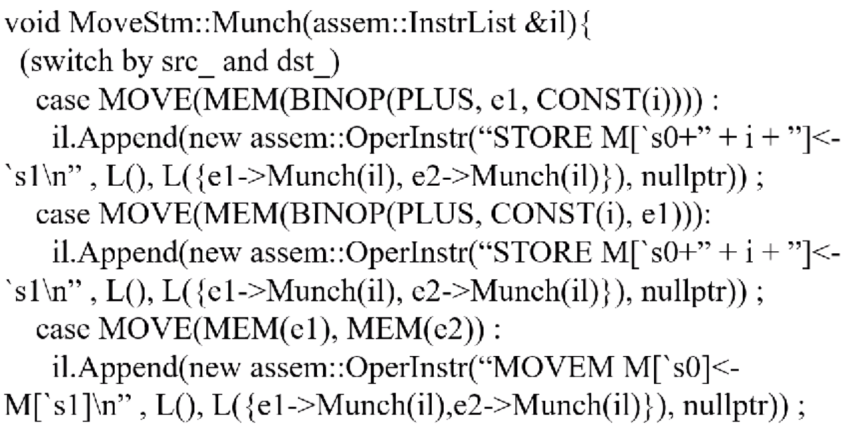 void MoveStm::Munch(assem::InstrList &il){
(switch by src_ and dst_)
case MOVE(MEM(BINOP(PLUS, e1, CONST(i)))) :
il.Append(new assem::OperInstr(“STORE M[`s0+” + i + ”]<-
`s1\n” , L(), L({e1->Munch(il), e2->Munch(il)}), nullptr)) ;
case MOVE(MEM(BINOP(PLUS, CONST(i), e1))):
il.Append(new assem::OperInstr(“STORE M[`s0+” + i + ”]<-
`s1\n” , L(), L({e1->Munch(il), e2->Munch(il)}), nullptr)) ;
case MOVE(MEM(e1), MEM(e2)) :
il.Append(new assem::OperInstr(“MOVEM M[`s0]<-
M[`s1]\n” , L(), L({e1->Munch(il),e2->Munch(il)}), nullptr)) ;